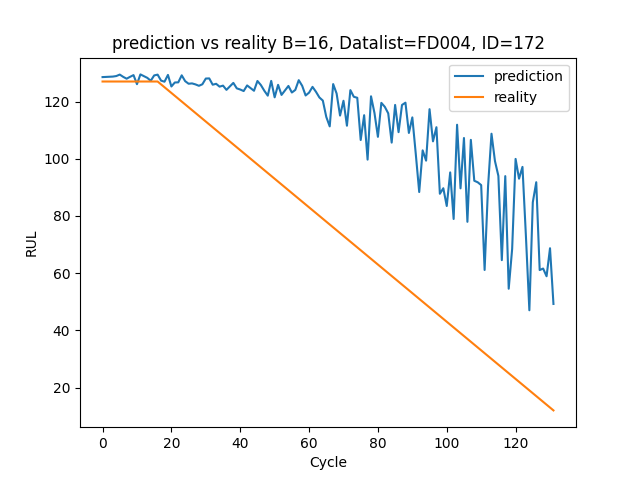 prediction vs reality B=16, Datalist=FD004, ID=172
prediction
reality
RUL
120
100
80
60
40
20
0 20 40 60 80 100 120
Cycle